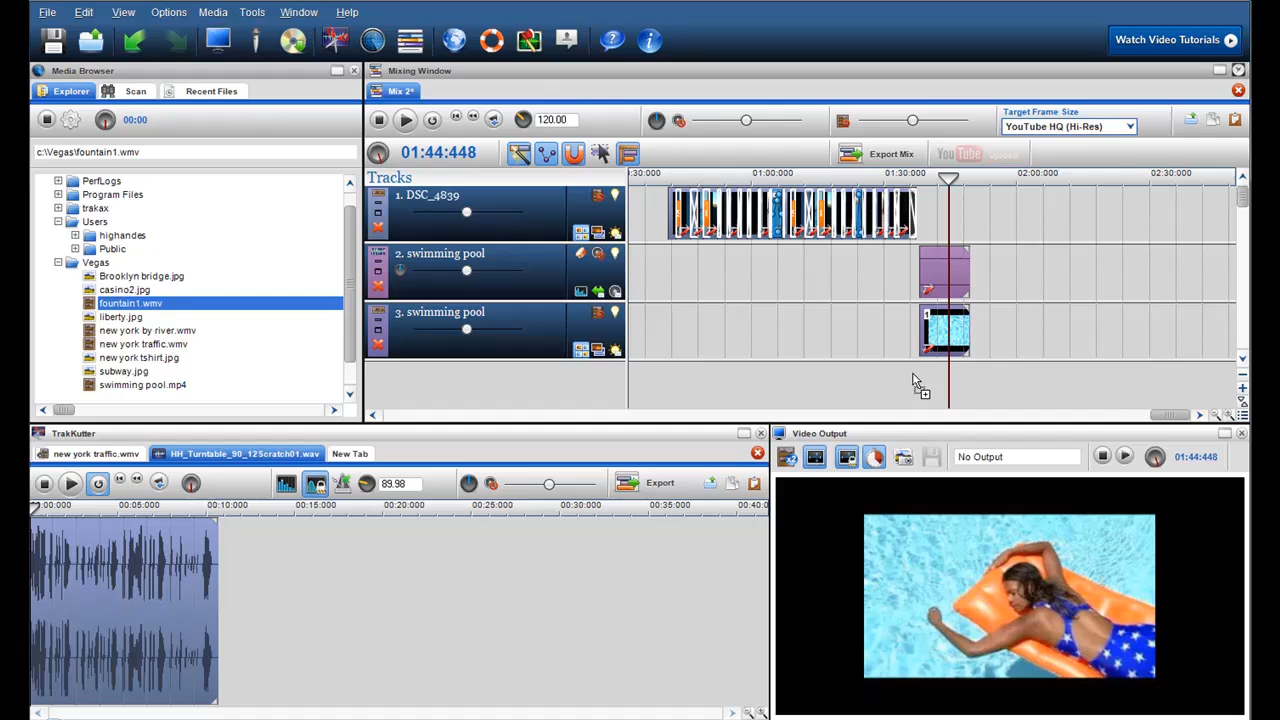 File Edit View Options Media Tools Window Help
Watch Video Tutorials
Media Browser
Explorer Scan Recent Files
00:00
c:\Vegas\fountain1.wmv
PerfLogs
Program Files
trakax
Users
highandes
Public
Vegas
Brooklyn bridge.jpg
casino2.jpg
fountain1.wmv
liberty.jpg
new york by river.wmv
new york traffic.wmv
new york tshirt.jpg
subway.jpg
swimming pool.mp4
Mixing Window
Mix 2*
120.00
Target Frame Size
YouTube HQ (Hi-Res)
01:44:448
Export Mix
YouTube Upload
Tracks
:30:000 01:00:000 01:30:000 02:00:000 02:30:000
1. DSC_4839
2. swimming pool
3. swimming pool
1
TrakKutter
new york traffic.wmv HH_Turntable_90_12Scratch01.wav New Tab
89.98
Export
00:000 00:05:000 00:10:000 00:15:000 00:20:000 00:25:000 00:30:000 00:35:000 00:40:0
Video Output
No Output
01:44:448